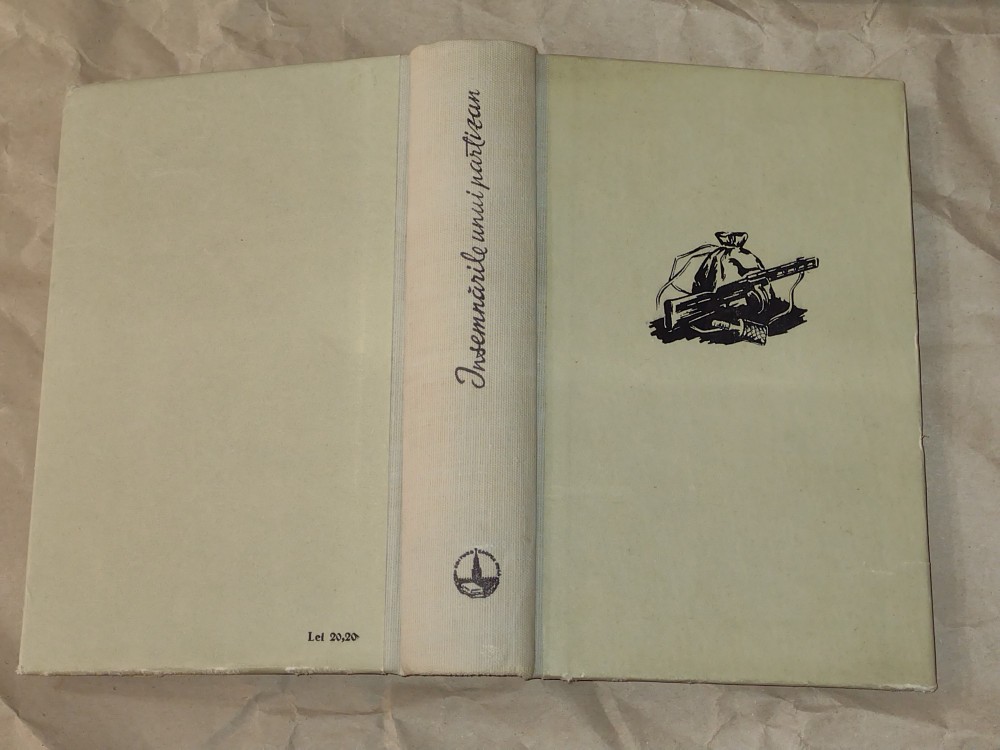 Însemnările unui partizan
Lei 20,20